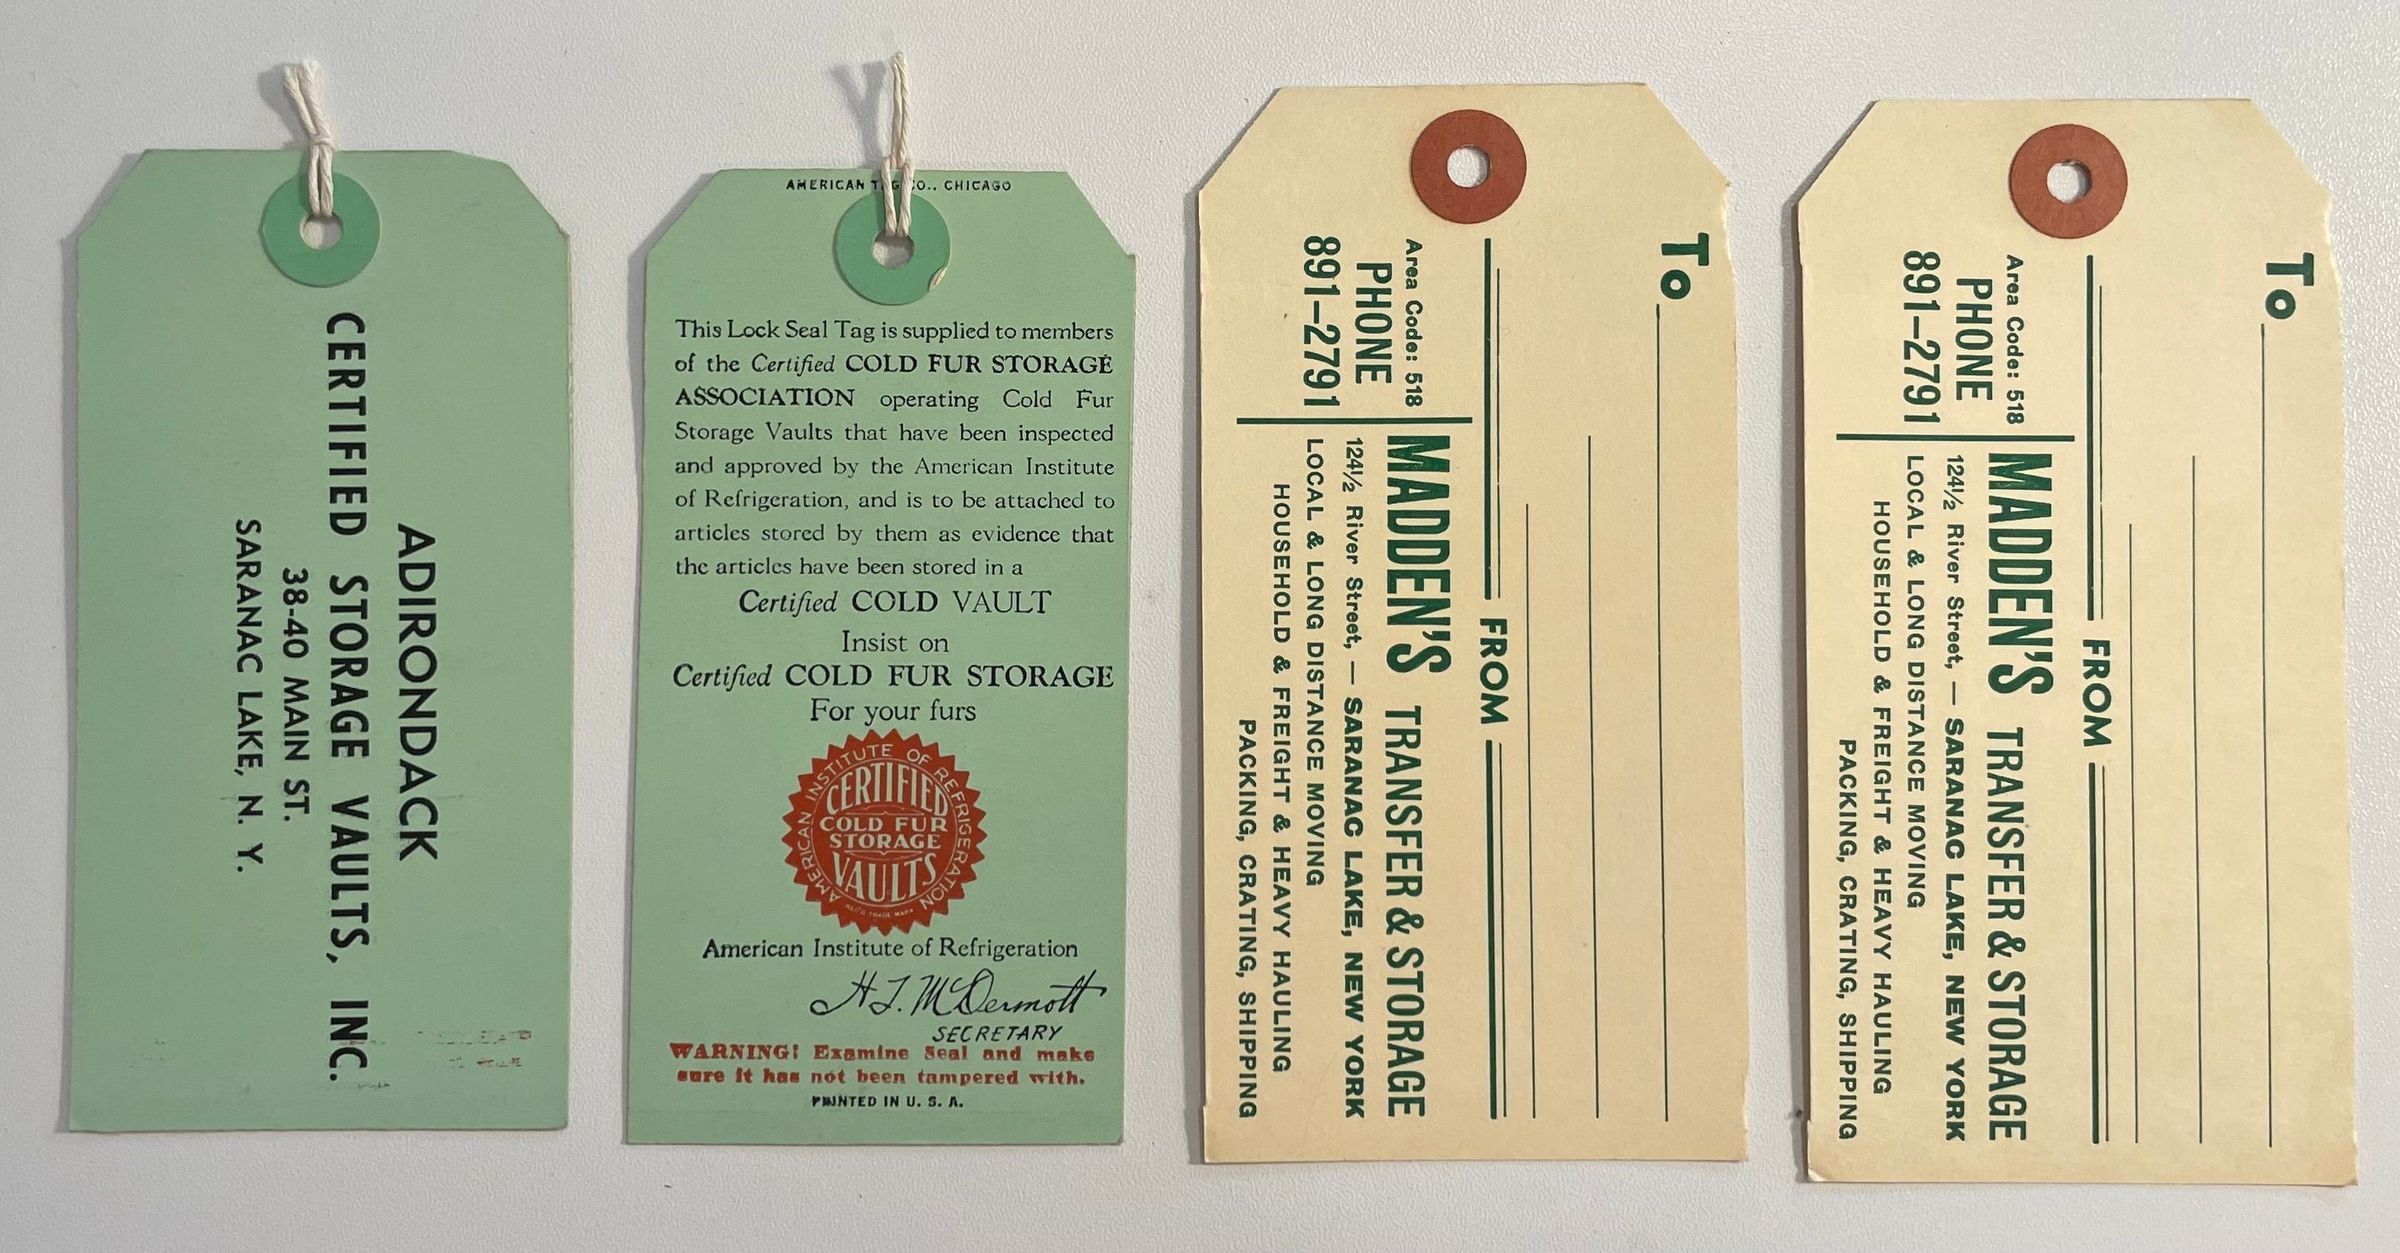 ADIRONDACK
CERTIFIED STORAGE VAULTS, INC.
38-40 MAIN ST.
SARANAC LAKE, N. Y.
AMERICAN TAG CO., CHICAGO
This Lock Seal Tag is supplied to members
of the Certified COLD FUR STORAGE
ASSOCIATION operating Cold Fur
Storage Vaults that have been inspected
and approved by the American Institute
of Refrigeration, and is to be attached to
articles stored by them as evidence that
the articles have been stored in a
Certified COLD VAULT
Insist on
Certified COLD FUR STORAGE
For your furs
AMERICAN INSTITUTE OF REFRIGERATION
CERTIFIED
COLD FUR
STORAGE
VAULTS
REG'D TRADE MARK
American Institute of Refrigeration
H. T. McDermott
SECRETARY
WARNING! Examine Seal and make
sure it has not been tampered with.
PRINTED IN U. S. A.
To
FROM
Area Code: 518
PHONE
891-2791
MADDEN'S TRANSFER & STORAGE
124½ River Street, — SARANAC LAKE, NEW YORK
LOCAL & LONG DISTANCE MOVING
HOUSEHOLD & FREIGHT & HEAVY HAULING
PACKING, CRATING, SHIPPING
To
FROM
Area Code: 518
PHONE
891-2791
MADDEN'S TRANSFER & STORAGE
124½ River Street, — SARANAC LAKE, NEW YORK
LOCAL & LONG DISTANCE MOVING
HOUSEHOLD & FREIGHT & HEAVY HAULING
PACKING, CRATING, SHIPPING